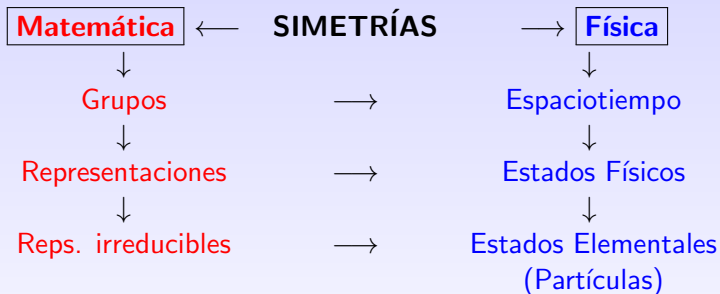 Matemática ← SIMETRÍAS → Física
↓ ↓
Grupos → Espaciotiempo
↓ ↓
Representaciones → Estados Físicos
↓ ↓
Reps. irreducibles → Estados Elementales
(Partículas)